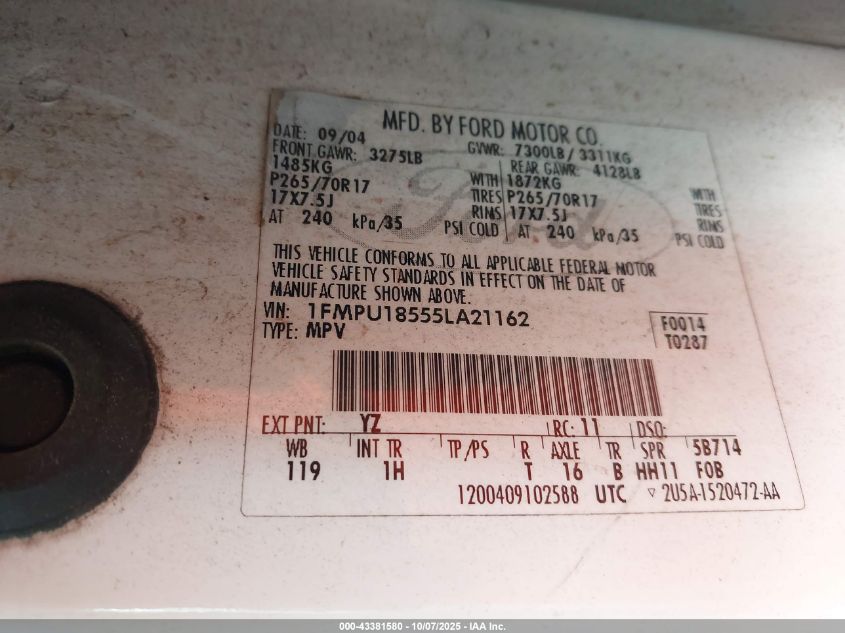 MFD. BY FORD MOTOR CO.
DATE: 09/04 GVWR: 7300LB / 3311KG
FRONT GAWR: 3275LB REAR GAWR: 4128LB
1485KG WITH 1872KG WITH
P265/70R17 TIRES P265/70R17 TIRES
17X7.5J RIMS 17X7.5J RIMS
AT 240 kPa/35 PSI COLD AT 240 kPa/35 PSI COLD
THIS VEHICLE CONFORMS TO ALL APPLICABLE FEDERAL MOTOR
VEHICLE SAFETY STANDARDS IN EFFECT ON THE DATE OF
MANUFACTURE SHOWN ABOVE.
VIN: 1FMPU18555LA21162 F0014
TYPE: MPV T0287
EXT PNT: YZ RC: 11 DSO:
WB INT TR TP/PS R AXLE TR SPR 5B714
119 1H T 16 B HH11 FOB
1200409102588 UTC ▽ 2U5A-1520472-AA
Ford
000-43381580 - 10/07/2025 - IAA Inc.